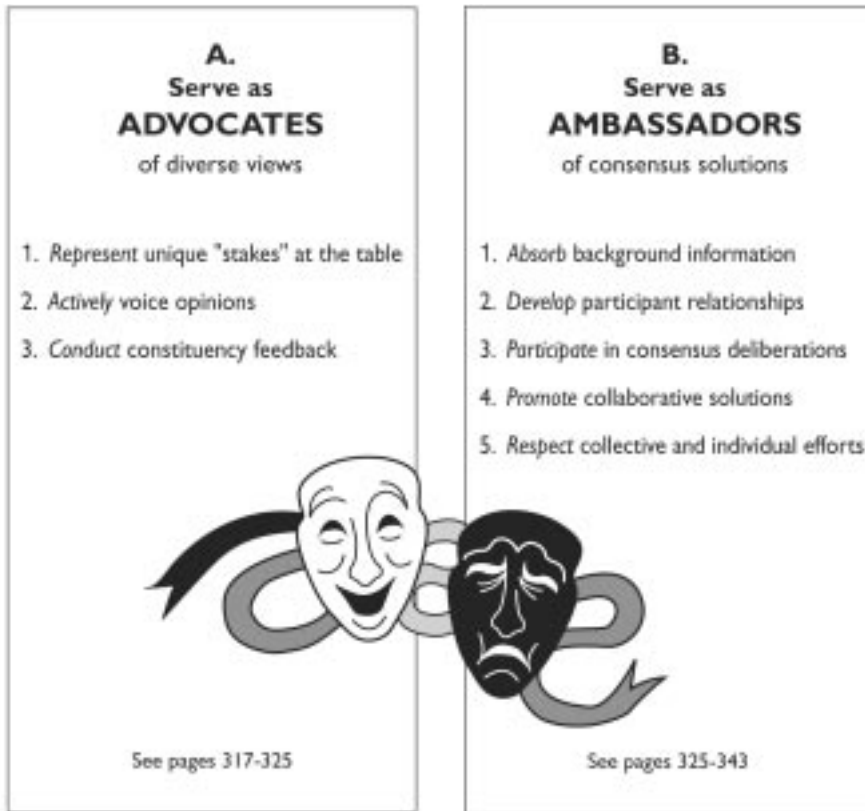 A.
Serve as
ADVOCATES
of diverse views
1. Represent unique "stakes" at the table
2. Actively voice opinions
3. Conduct constituency feedback
See pages 317-325
B.
Serve as
AMBASSADORS
of consensus solutions
1. Absorb background information
2. Develop participant relationships
3. Participate in consensus deliberations
4. Promote collaborative solutions
5. Respect collective and individual efforts
See pages 325-343